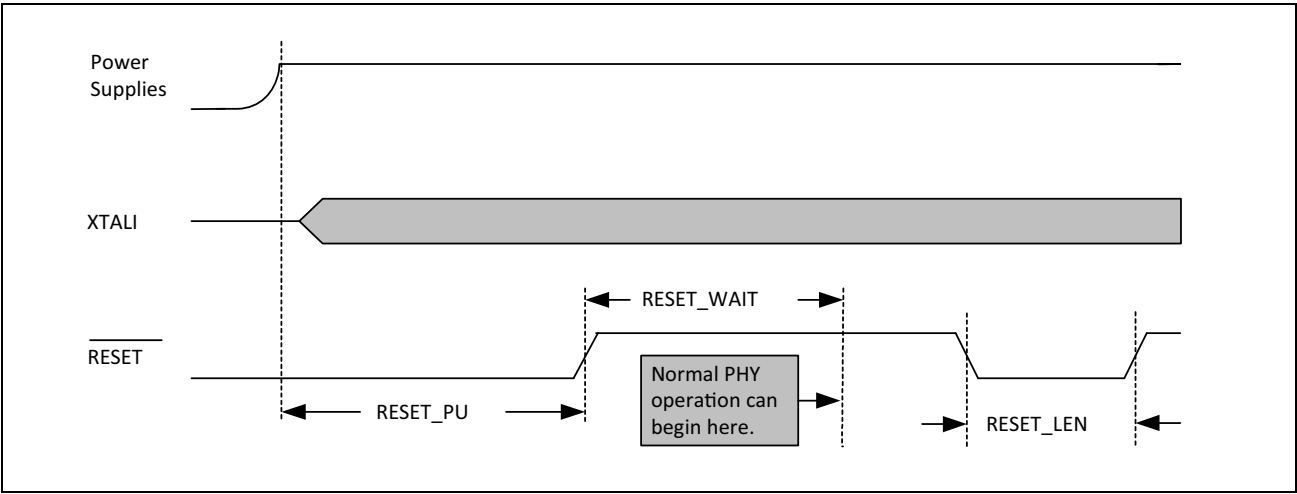 Power
Supplies
XTALI
RESET_WAIT
RESET
Normal PHY
operation can
begin here.
RESET_PU
RESET_LEN